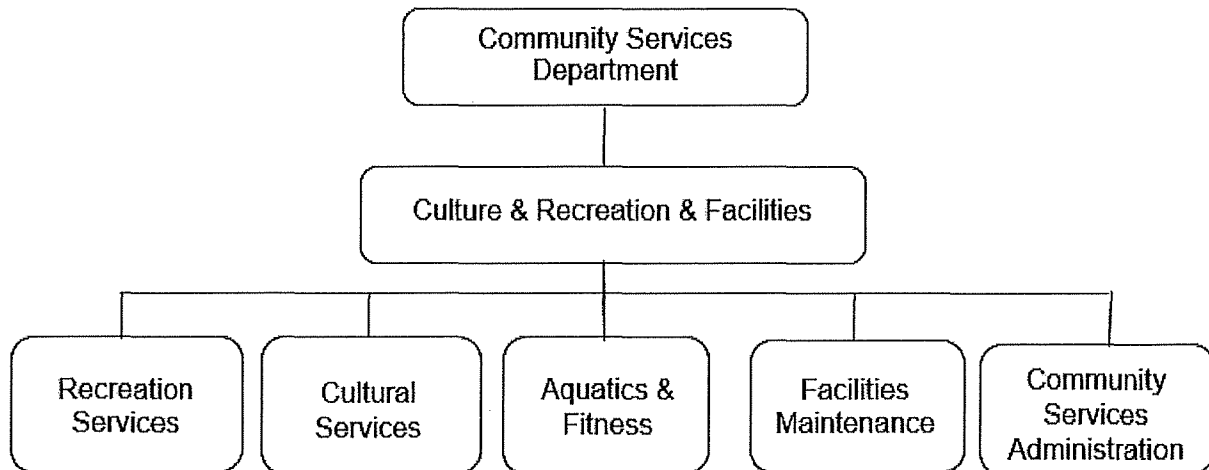 Community Services
Department
Culture & Recreation & Facilities
Recreation
Services
Cultural
Services
Aquatics &
Fitness
Facilities
Maintenance
Community
Services
Administration